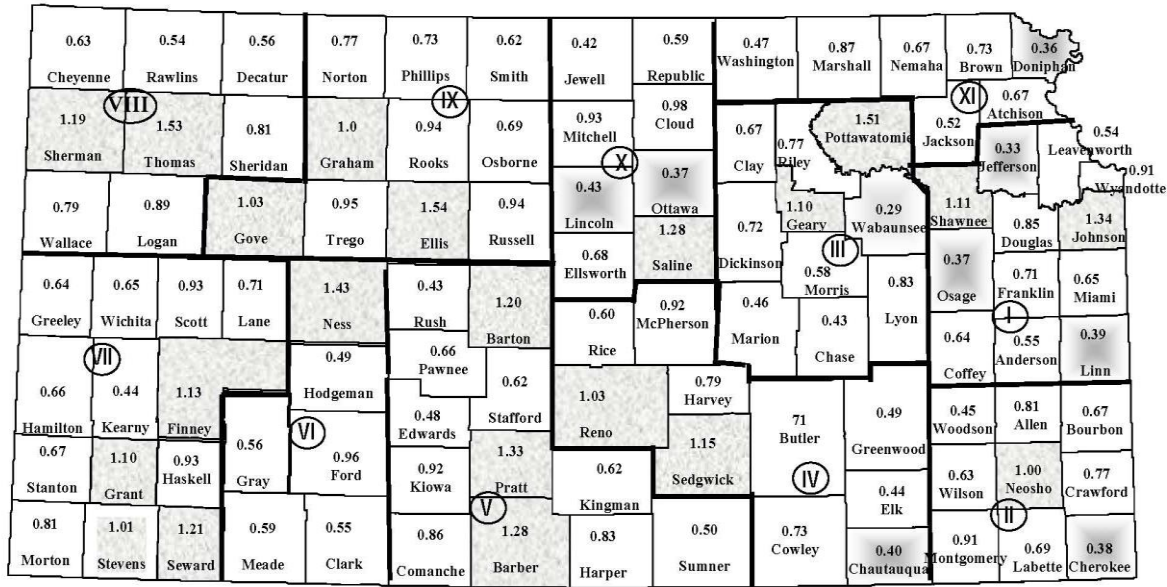 0.63 0.54 0.56 0.77 0.73 0.62 0.42 0.59 0.47 0.87 0.67 0.73 0.36
Cheyenne Rawlins Decatur Norton Phillips Smith Jewell Republic Washington Marshall Nemaha Brown Doniphan
VIII IX XI
1.19 1.53 0.81 1.0 0.94 0.69 0.93 0.98 0.67 0.77 1.51 0.52 0.67
Sherman Thomas Sheridan Graham Rooks Osborne Mitchell Cloud Clay Riley Pottawatomie Jackson Atchison
X
0.33 0.54 0.91
Jefferson Leavenworth Wyandotte
0.79 0.89 1.03 0.95 1.54 0.94 0.43 0.37 1.10 0.29 1.11 0.85 1.34
Wallace Logan Gove Trego Ellis Russell Lincoln Ottawa Geary Wabaunsee Shawnee Douglas Johnson
0.68 1.28 0.72 0.58 0.83 0.37 0.71 0.65
Ellsworth Saline Dickinson Morris Lyon Osage Franklin Miami
III I
0.64 0.65 0.93 0.71 1.43 0.43 1.20 0.60 0.92 0.46 0.43 0.64 0.55 0.39
Greeley Wichita Scott Lane Ness Rush Barton Rice McPherson Marion Chase Coffey Anderson Linn
VII
0.66 0.44 1.13 0.49 0.66 0.62 1.03 0.79 71 0.49 0.45 0.81 0.67
Hamilton Kearny Finney Hodgeman Pawnee Stafford Reno Harvey Butler Greenwood Woodson Allen Bourbon
VI IV
0.67 1.10 0.93 0.56 0.96 0.48 1.33 1.15 0.44 0.63 1.00 0.77
Stanton Grant Haskell Gray Ford Edwards Pratt Sedgwick Elk Wilson Neosho Crawford
0.92 0.62
Kiowa Kingman
V II
0.81 1.01 1.21 0.59 0.55 0.86 1.28 0.83 0.50 0.73 0.40 0.91 0.69 0.38
Morton Stevens Seward Meade Clark Comanche Barber Harper Sumner Cowley Chautauqua Montgomery Labette Cherokee